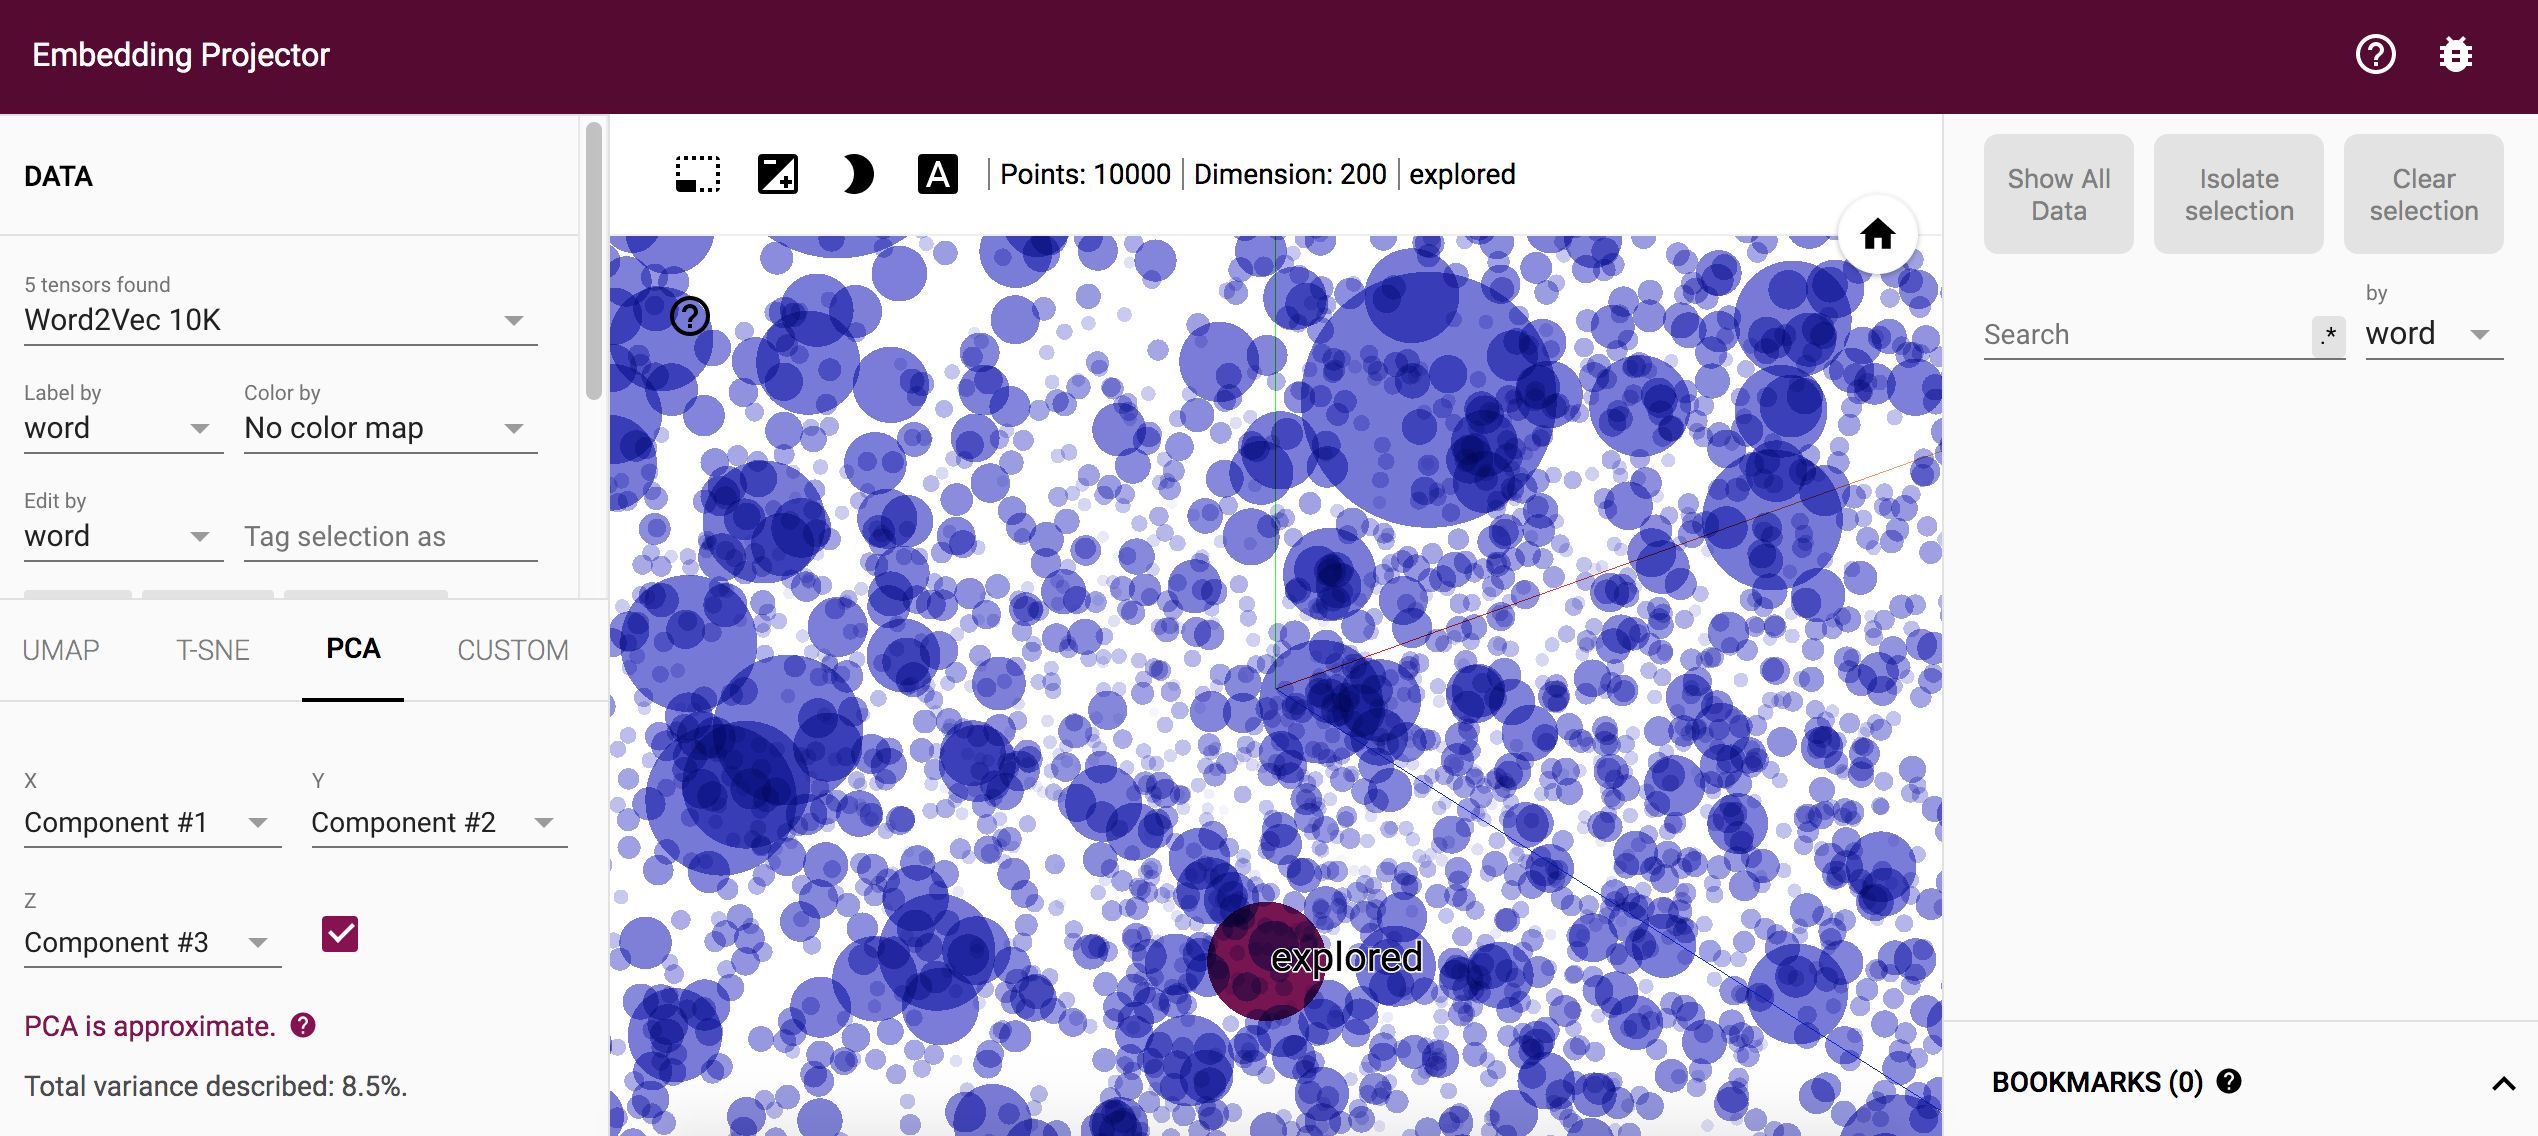 Embedding Projector
DATA
5 tensors found
Word2Vec 10K
Label by
word
Color by
No color map
Edit by
word
Tag selection as
UMAP
T-SNE
PCA
CUSTOM
X
Component #1
Y
Component #2
Z
Component #3
PCA is approximate.
Total variance described: 8.5%.
A
Points: 10000
Dimension: 200
explored
explored
Show All
Data
Isolate
selection
Clear
selection
Search
.*
by
word
BOOKMARKS (0)